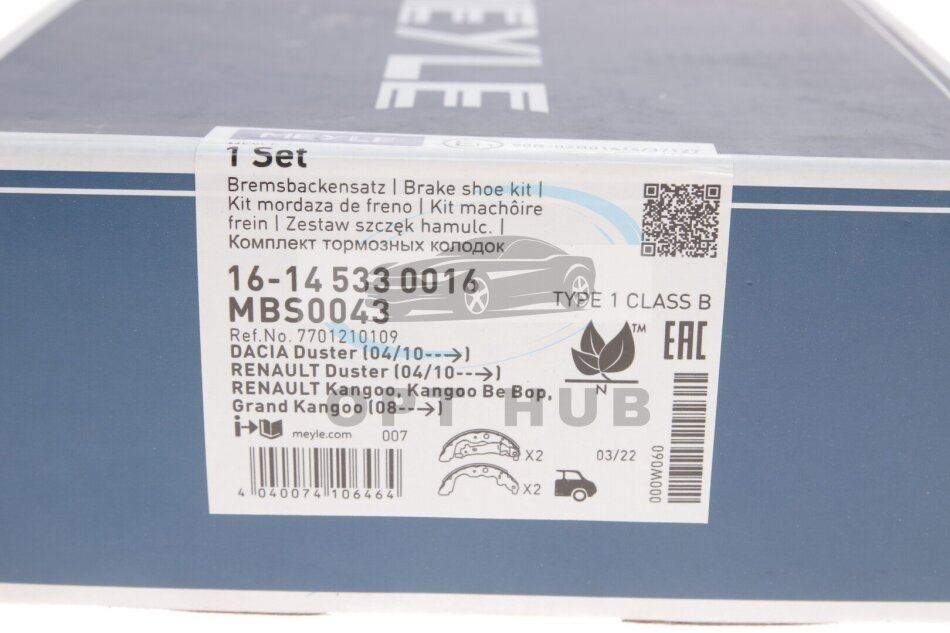 MEYLE
1 Set
Bremsbackensatz | Brake shoe kit |
Kit mordaza de freno | Kit machôire
frein | Zestaw szczęk hamulc. |
Комплект тормозных колодок
16-14 533 0016
MBS0043
TYPE 1 CLASS B
Ref.No. 7701210109
DACIA Duster (04/10--->)
RENAULT Duster (04/10--->)
RENAULT Kangoo, Kangoo Be Bop,
Grand Kangoo (08--->)
TM
N
EAC
OPT HUB
meyle.com 007
X2
X2
03/22
000W060
4 040074 106464